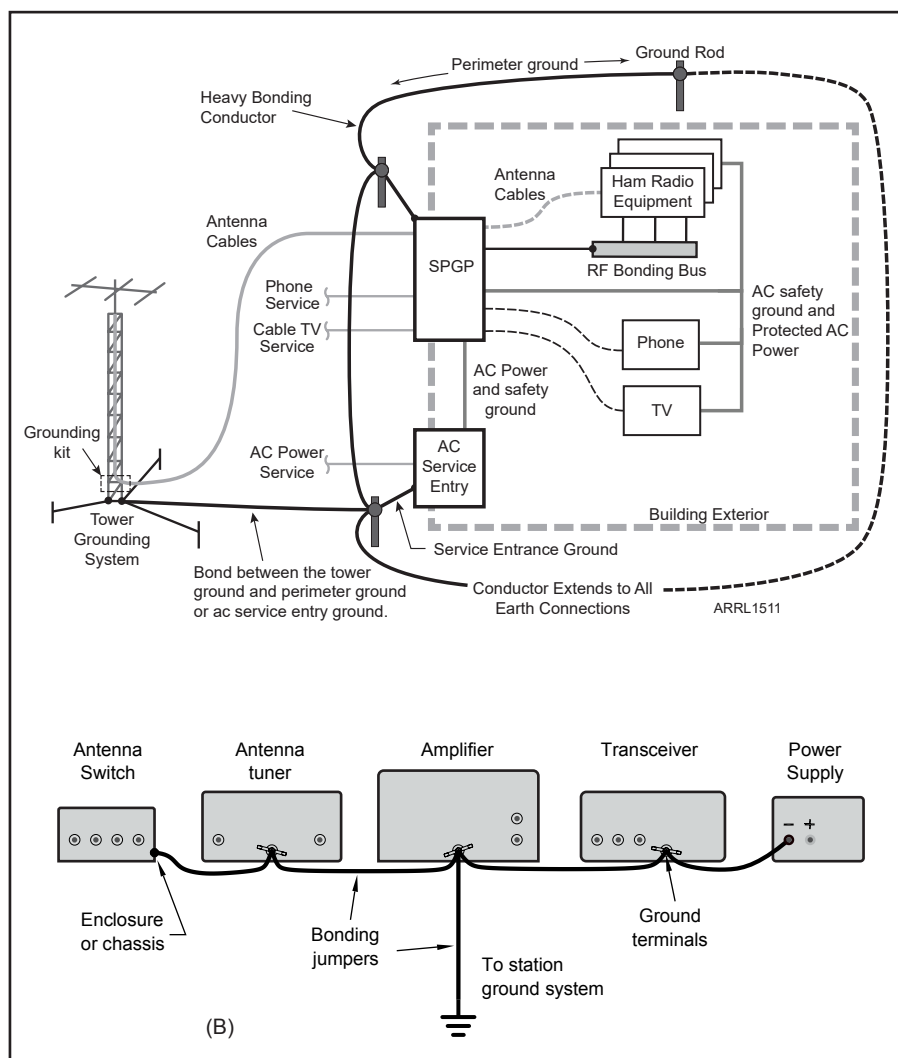 Perimeter ground
Ground Rod
Heavy Bonding
Conductor
Antenna
Cables
Ham Radio
Equipment
Antenna
Cables
SPGP
RF Bonding Bus
Phone
Service
AC safety
ground and
Protected AC
Power
Cable TV
Service
Phone
AC Power
and safety
ground
TV
Grounding
kit
AC Power
Service
AC
Service
Entry
Building Exterior
Tower
Grounding
System
Service Entrance Ground
Bond between the tower
ground and perimeter ground
or ac service entry ground.
Conductor Extends to All
Earth Connections
ARRL1511
Antenna
Switch
Antenna
tuner
Amplifier
Transceiver
Power
Supply
– +
Enclosure
or chassis
Bonding
jumpers
Ground
terminals
To station
ground system
(B)